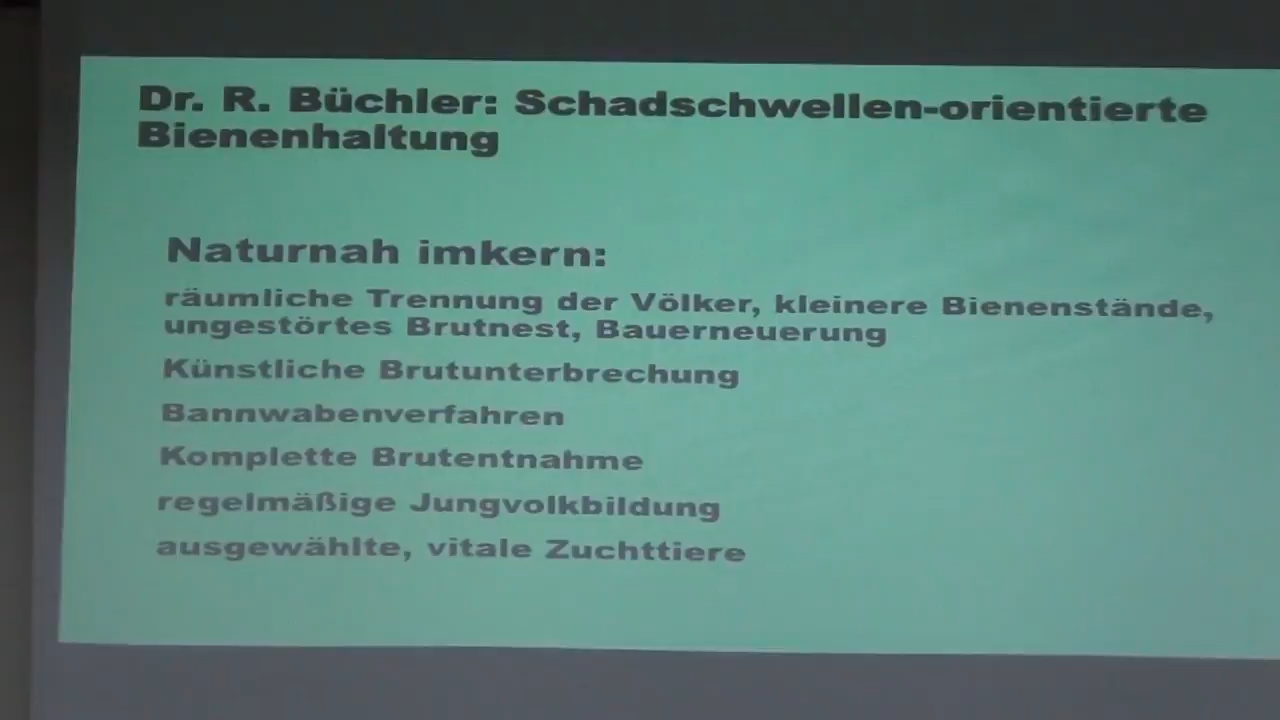 Dr. R. Büchler: Schadschwellen-orientierte
Bienenhaltung
Naturnah imkern:
räumliche Trennung der Völker, kleinere Bienenstände,
ungestörtes Brutnest, Bauerneuerung
Künstliche Brutunterbrechung
Bannwabenverfahren
Komplette Brutentnahme
regelmäßige Jungvolkbildung
ausgewählte, vitale Zuchttiere